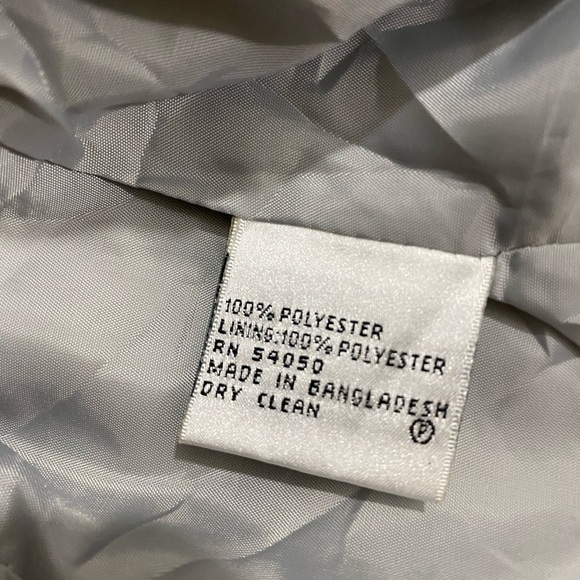 100% POLYESTER
LINING:100% POLYESTER
RN 54050
MADE IN BANGLADESH
DRY CLEAN Ⓟ